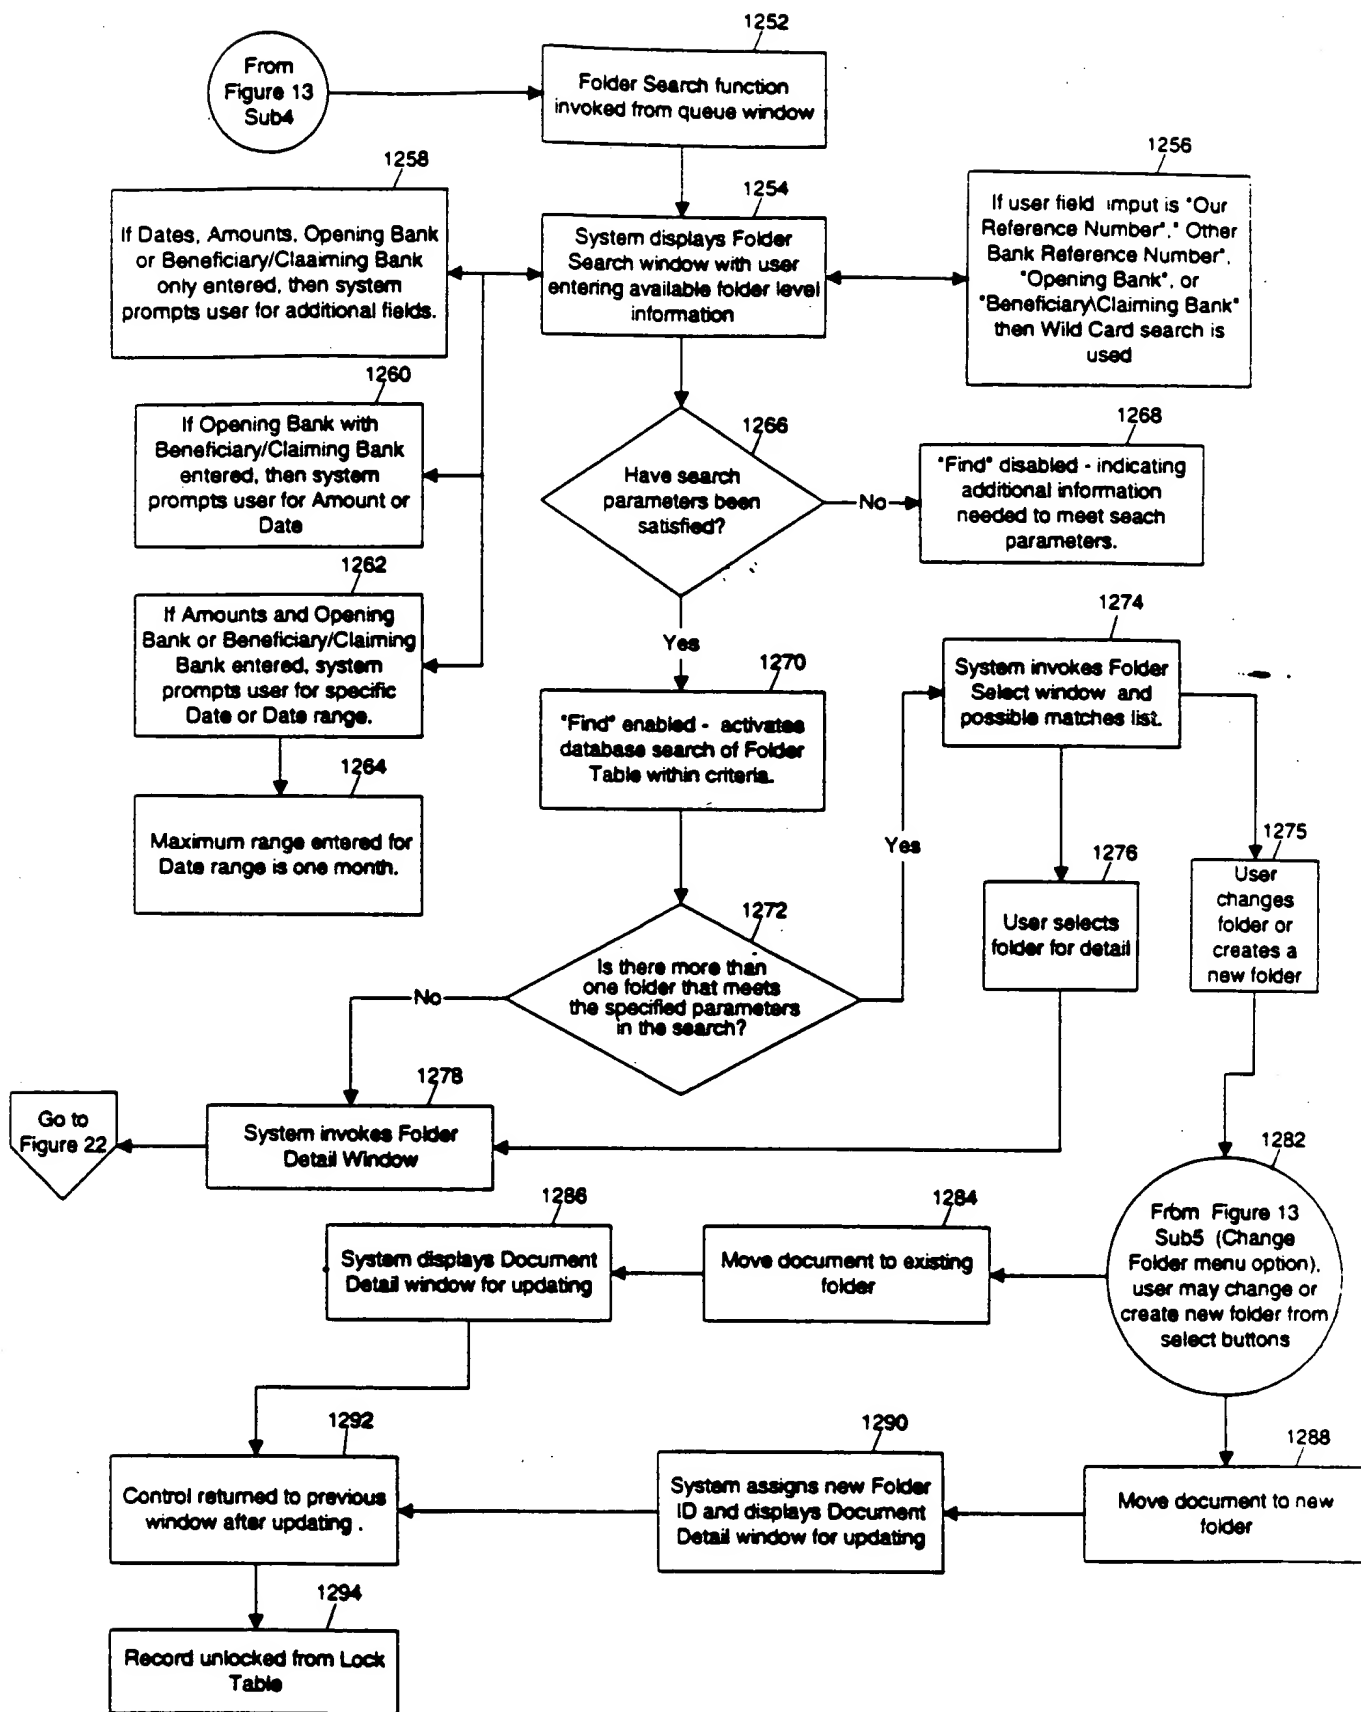 1252
From
Figure 13
Sub4
Folder Search function
invoked from queue window
1258
If Dates, Amounts, Opening Bank
or Beneficiary/Claaiming Bank
only entered, then system
prompts user for additional fields.
1254
System displays Folder
Search window with user
entering available folder level
information
1256
If user field imput is "Our
Reference Number"," Other
Bank Reference Number",
"Opening Bank", or
"Beneficiary\Claiming Bank"
then Wild Card search is
used
1260
If Opening Bank with
Beneficiary/Claiming Bank
entered, then system
prompts user for Amount or
Date
1266
Have search
parameters been
satisfied?
No
1268
"Find" disabled - indicating
additional information
needed to meet seach
parameters.
1262
If Amounts and Opening
Bank or Beneficiary/Claiming
Bank entered, system
prompts user for specific
Date or Date range.
Yes
1264
Maximum range entered for
Date range is one month.
1270
"Find" enabled - activates
database search of Folder
Table within criteria.
1274
System invokes Folder
Select window and
possible matches list.
Yes
1272
Is there more than
one folder that meets
the specified parameters
in the search?
No
1276
User selects
folder for detail
1275
User
changes
folder or
creates a
new folder
1278
System invokes Folder
Detail Window
Go to
Figure 22
1282
From Figure 13
Sub5 (Change
Folder menu option),
user may change or
create new folder from
select buttons
1284
Move document to existing
folder
1286
System displays Document
Detail window for updating
1288
Move document to new
folder
1290
System assigns new Folder
ID and displays Document
Detail window for updating
1292
Control returned to previous
window after updating .
1294
Record unlocked from Lock
Table